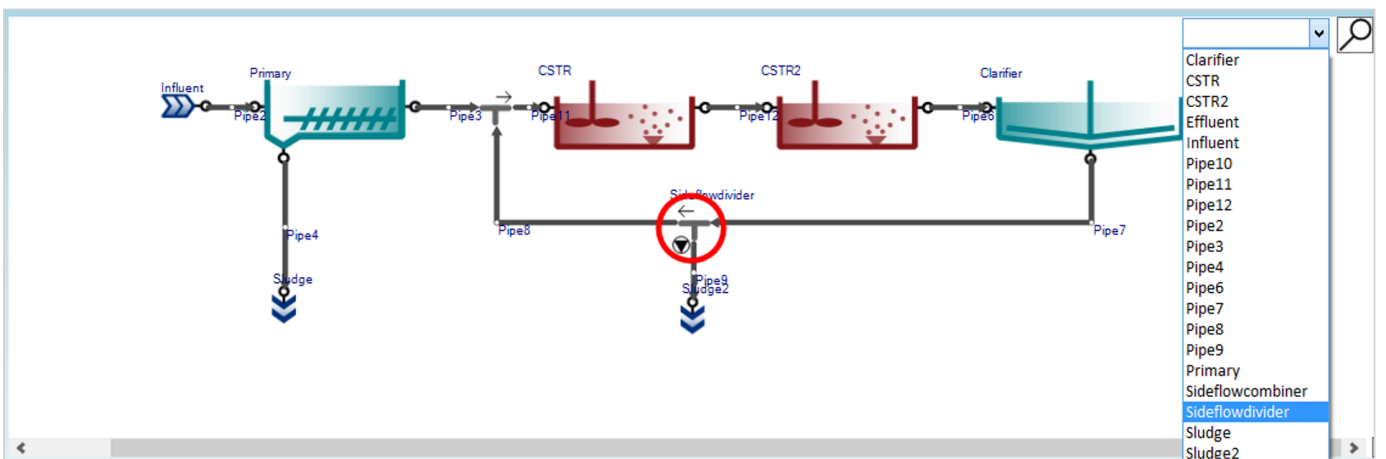 Influent
Primary
CSTR
CSTR2
Clarifier
Pipe2
Pipe3
Pipe11
Pipe12
Pipe6
Sideflowdivider
Pipe4
Pipe8
Pipe7
Sludge
Pipe9
Sludge2
Clarifier
CSTR
CSTR2
Effluent
Influent
Pipe10
Pipe11
Pipe12
Pipe2
Pipe3
Pipe4
Pipe6
Pipe7
Pipe8
Pipe9
Primary
Sideflowcombiner
Sideflowdivider
Sludge
Sludge2